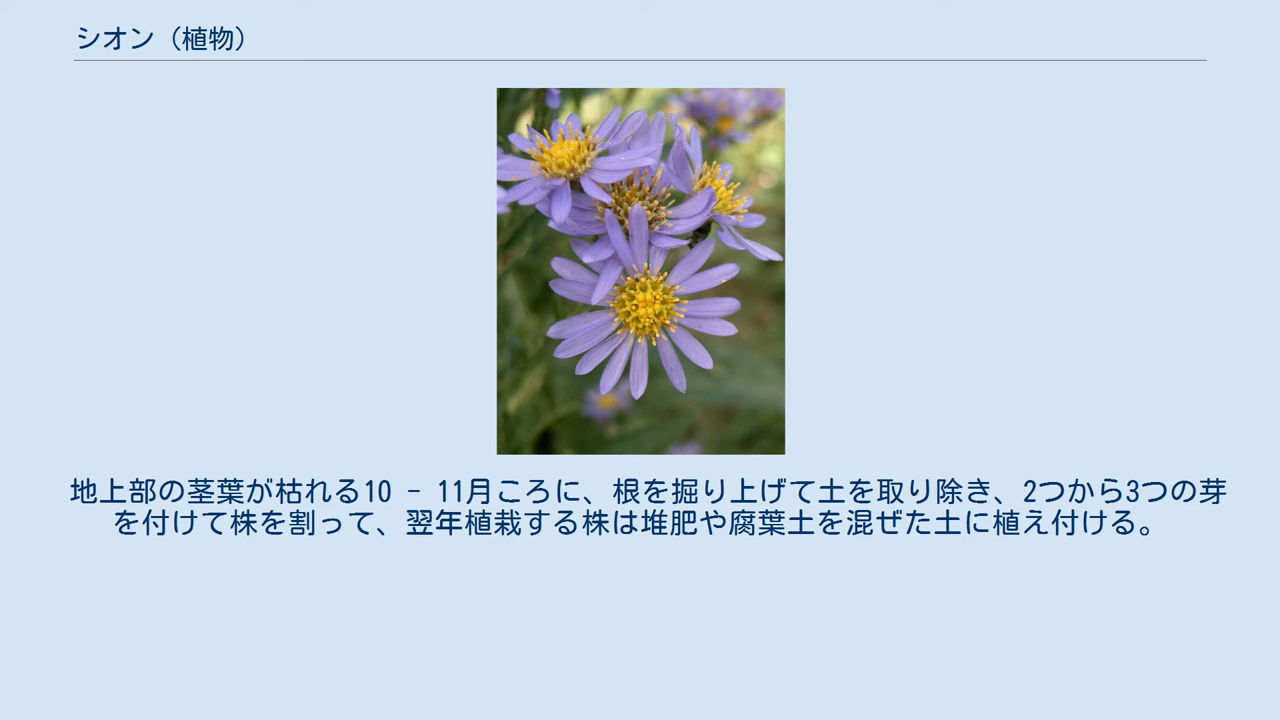 シオン（植物）
地上部の茎葉が枯れる10 - 11月ころに、根を掘り上げて土を取り除き、2つから3つの芽
を付けて株を割って、翌年植栽する株は堆肥や腐葉土を混ぜた土に植え付ける。